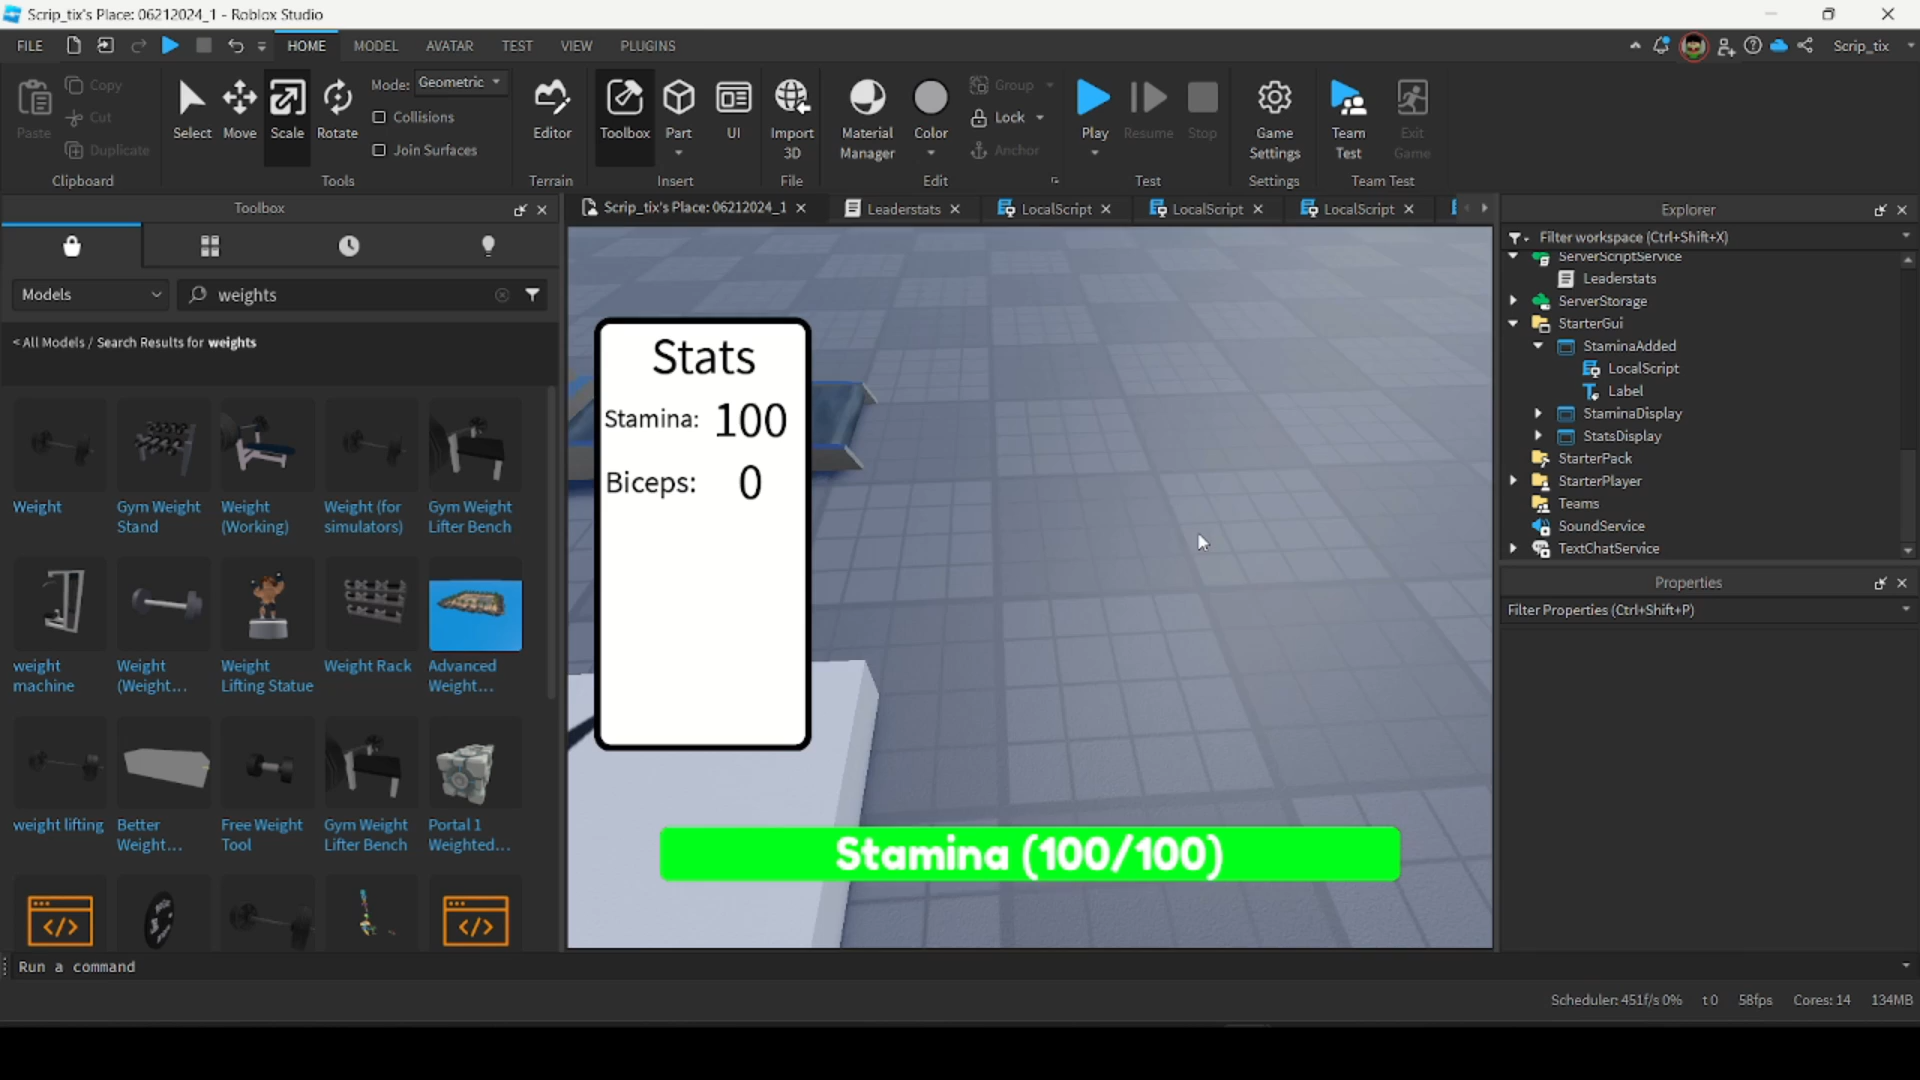 Scrip_tix's Place: 06212024_1 - Roblox Studio
FILE HOME MODEL AVATAR TEST VIEW PLUGINS Scrip_tix
Paste Copy Cut Duplicate
Clipboard
Select Move Scale Rotate
Mode: Geometric
Collisions
Join Surfaces
Tools
Editor
Terrain
Toolbox Part UI
Insert
Import 3D
File
Material Manager
Color
Group
Lock
Anchor
Edit
Play Resume Stop
Test
Game Settings
Settings
Team Test
Exit Game
Team Test
Toolbox
Models
weights
< All Models / Search Results for weights
Weight
Gym Weight Stand
Weight (Working)
Weight (for simulators)
Gym Weight Lifter Bench
weight machine
Weight (Weight...
Weight Lifting Statue
Weight Rack
Advanced Weight...
weight lifting
Better Weight...
Free Weight Tool
Gym Weight Lifter Bench
Portal 1 Weighted...
Scrip_tix's Place: 06212024_1 Leaderstats LocalScript LocalScript LocalScript
Stats
Stamina: 100
Biceps: 0
Stamina (100/100)
Explorer
Filter workspace (Ctrl+Shift+X)
ServerScriptService
Leaderstats
ServerStorage
StarterGui
StaminaAdded
LocalScript
Label
StaminaDisplay
StatsDisplay
StarterPack
StarterPlayer
Teams
SoundService
TextChatService
Properties
Filter Properties (Ctrl+Shift+P)
Run a command
Scheduler: 451f/s 0% t 0 58fps Cores: 14 134MB